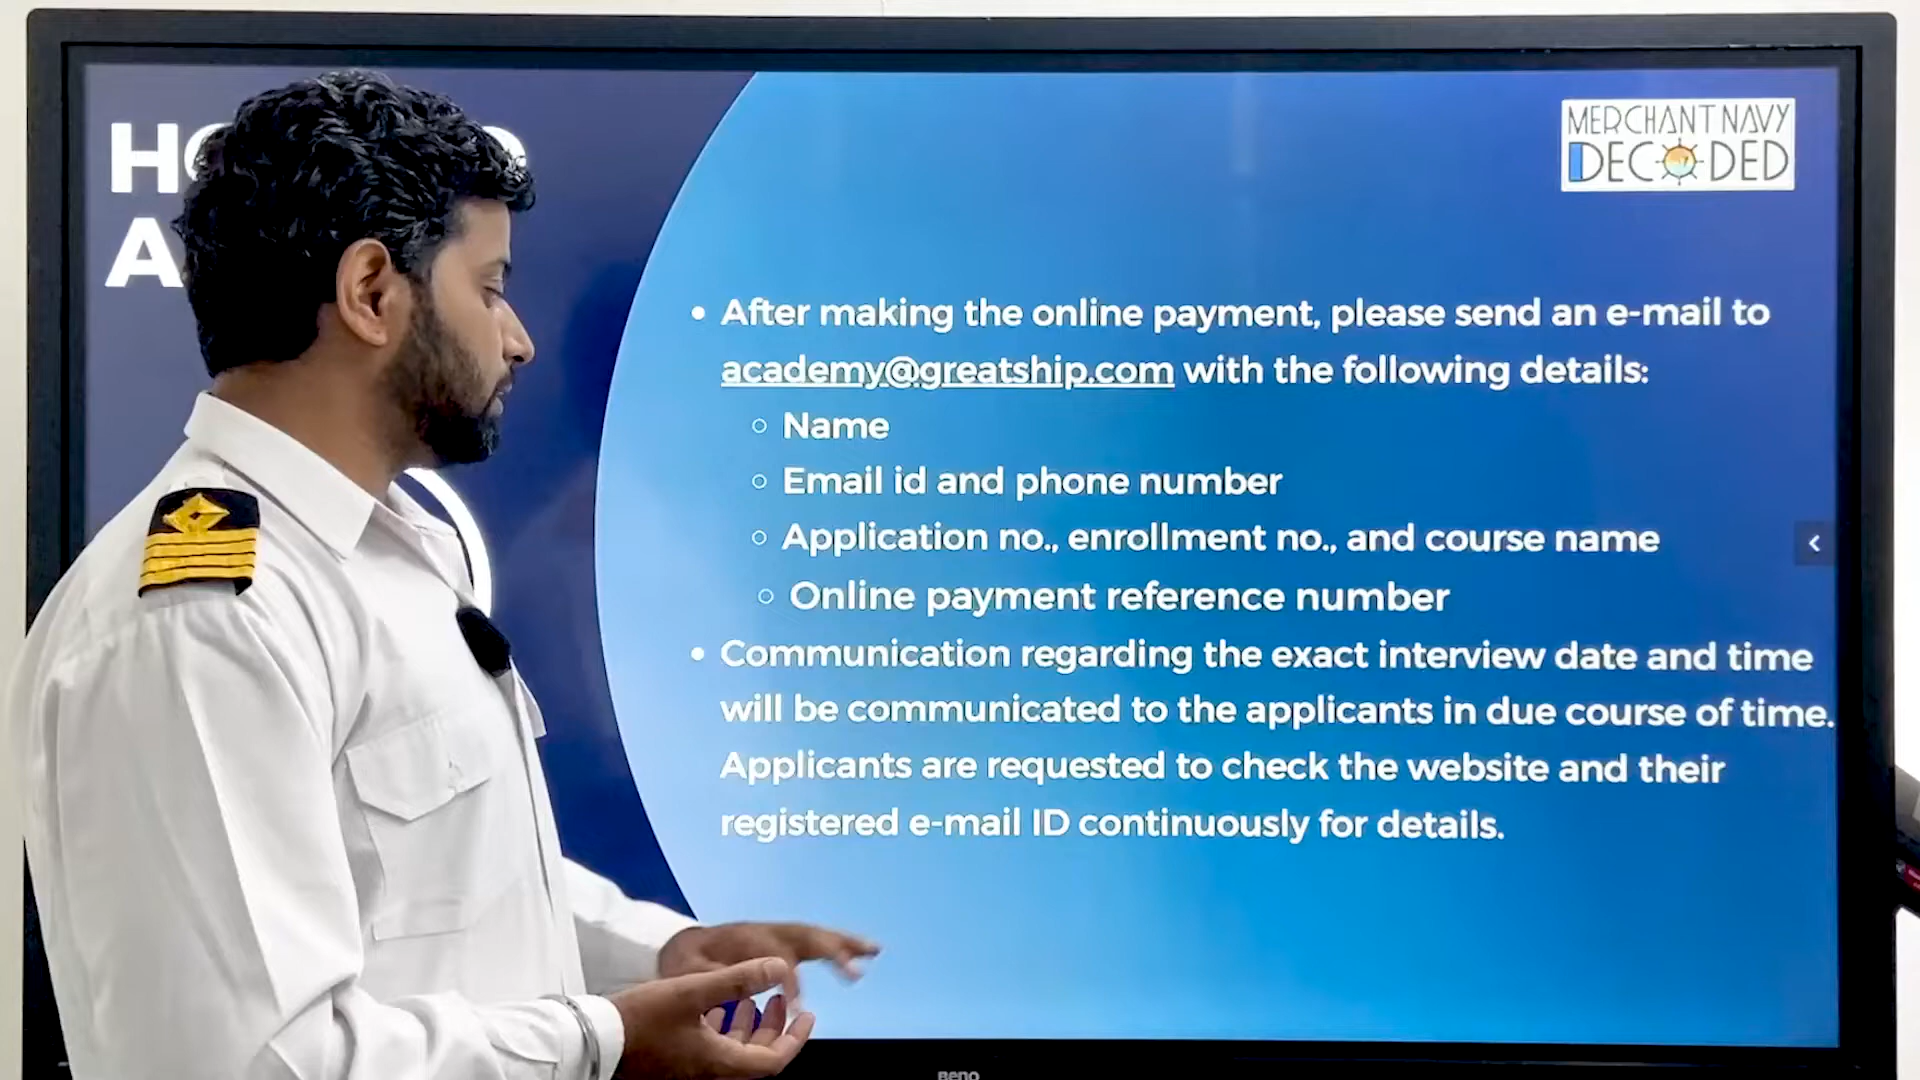 MERCHANT NAVY
DECODED
After making the online payment, please send an e-mail to
academy@greatship.com with the following details:
Name
Email id and phone number
Application no., enrollment no., and course name
Online payment reference number
Communication regarding the exact interview date and time
will be communicated to the applicants in due course of time.
Applicants are requested to check the website and their
registered e-mail ID continuously for details.
BenQ